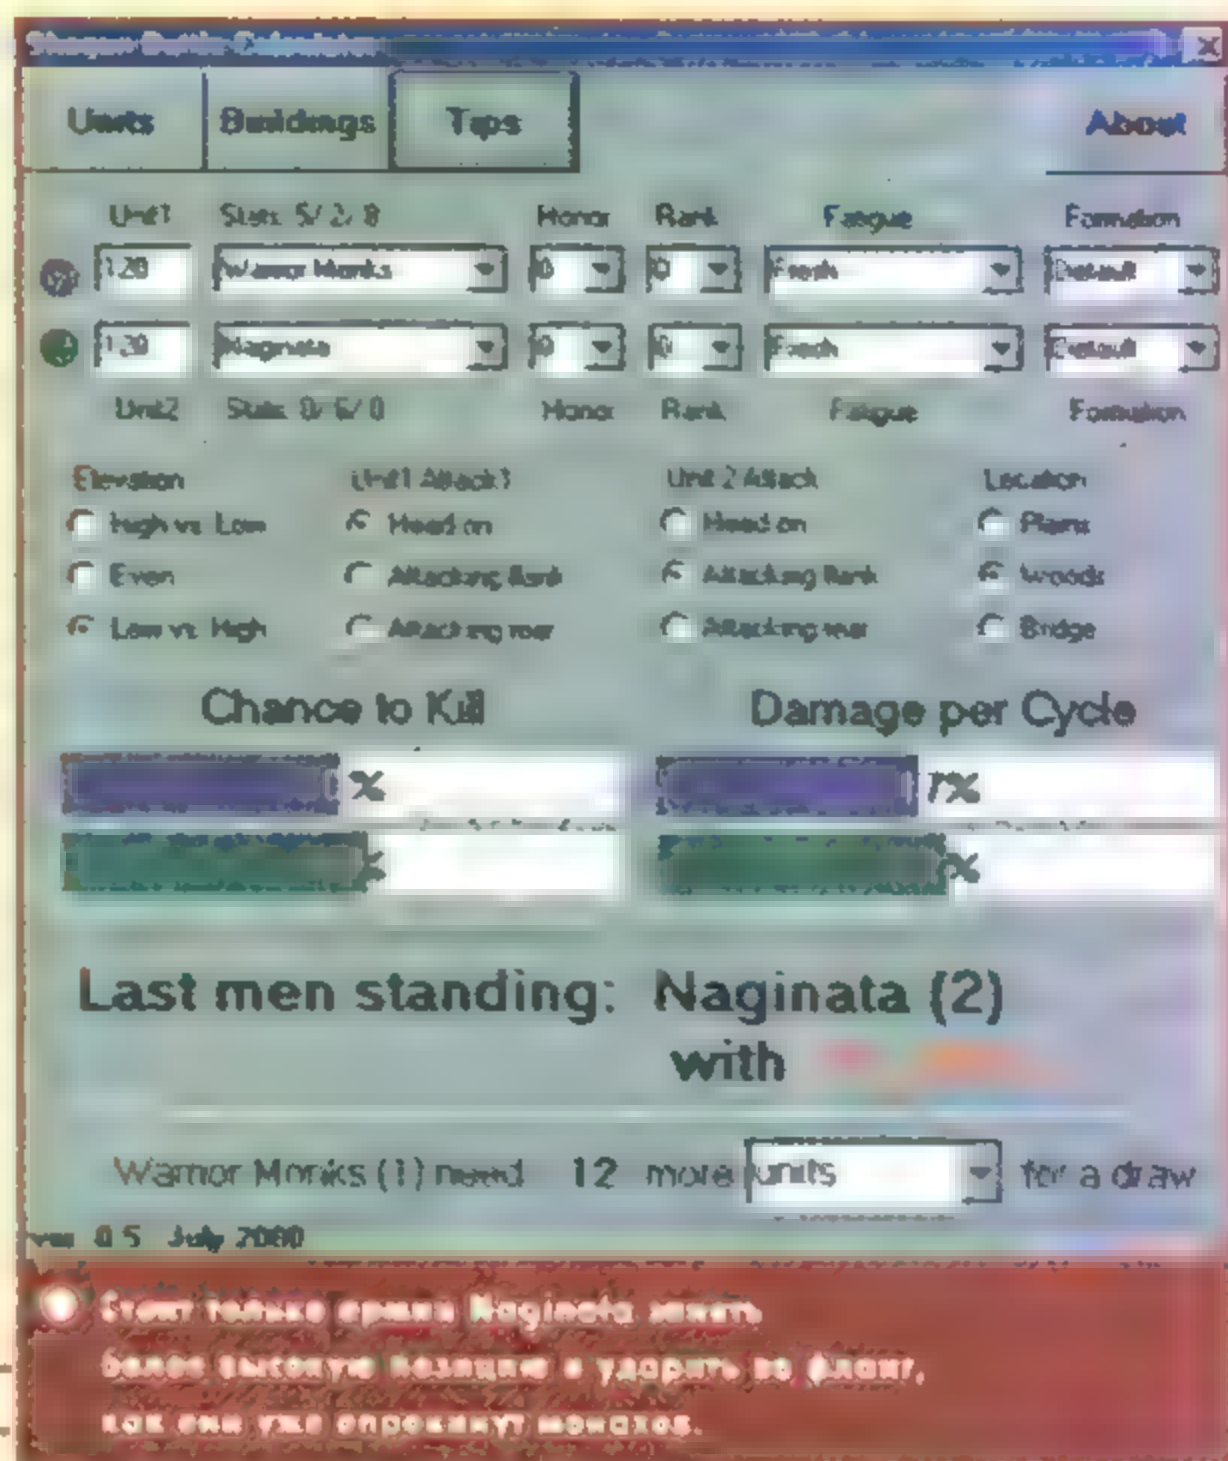 Units Buildings Tips About
Unit1 Stats: 5/ 2/ 8 Honor Rank Fatigue Formation
120 Warrior Monks 0 0 Fresh Default
120 Naginata 0 0 Fresh Default
Unit2 Stats: 0/ 6/ 0 Honor Rank Fatigue Formation
Elevation Unit1 Attack1 Unit 2 Attack Location
High vs. Low Head on Head on Plains
Even Attacking flank Attacking flank Woods
Low vs. High Attacking rear Attacking rear Bridge
Chance to Kill Damage per Cycle
% 7%
% %
Last men standing: Naginata (2)
with
Warrior Monks (1) need 12 more units for a draw
ver 0.5 July 2000
Стоит только армии Naginata занять
более высокую позицию и ударить во фланг,
как они уже опрокинут монахов.